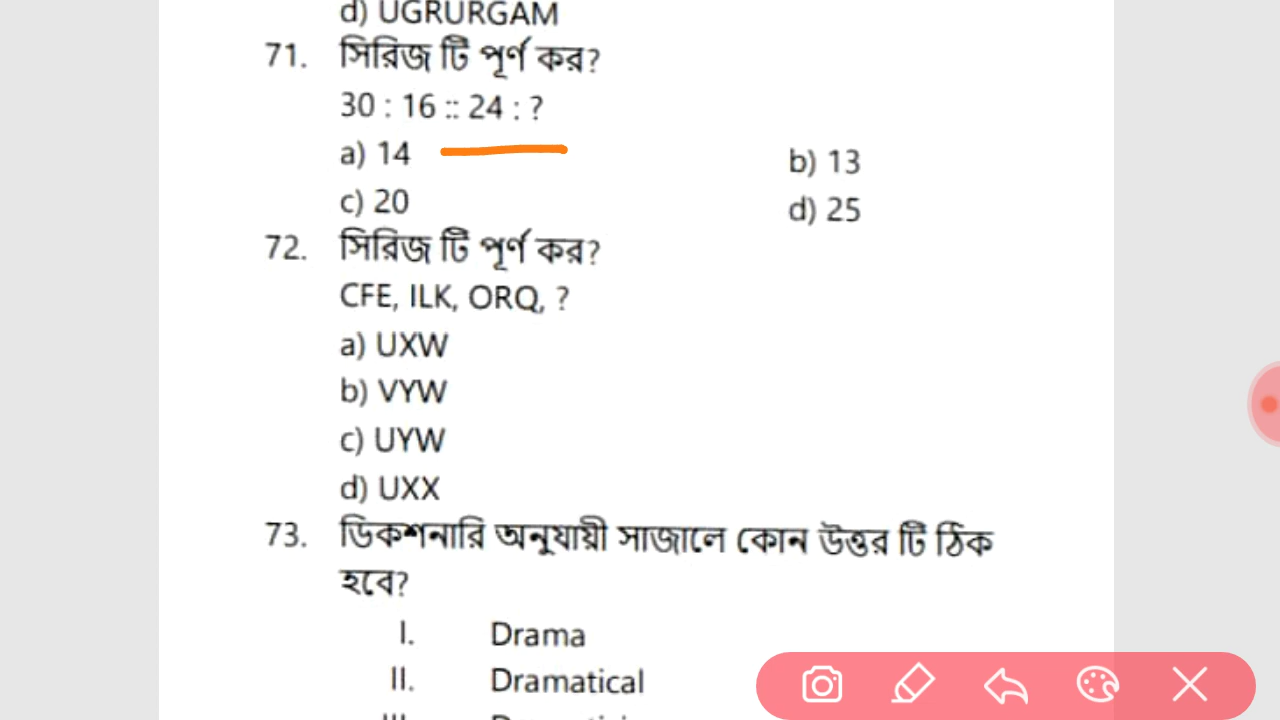 d) UGRURGAM
71. সিরিজ টি পূর্ণ কর?
30 : 16 :: 24 : ?
a) 14
b) 13
c) 20
d) 25
72. সিরিজ টি পূর্ণ কর?
CFE, ILK, ORQ, ?
a) UXW
b) VYW
c) UYW
d) UXX
73. ডিকশনারি অনুযায়ী সাজালে কোন উত্তর টি ঠিক
হবে?
I. Drama
II. Dramatical